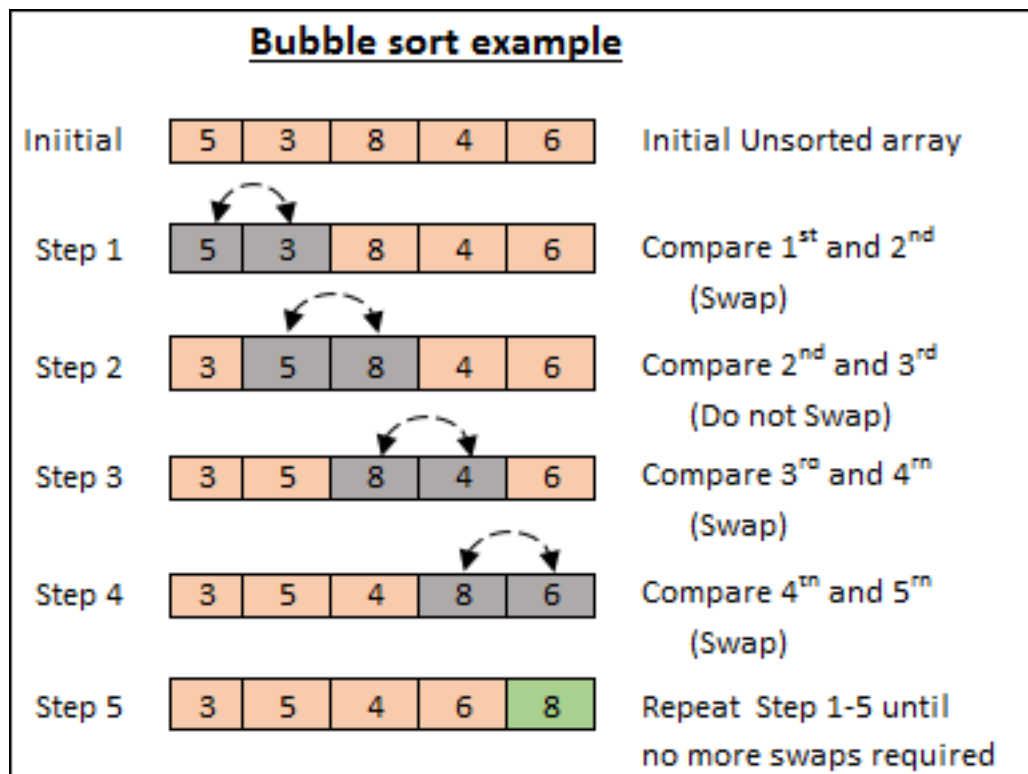 Bubble sort example
Iniitial 5 3 8 4 6 Initial Unsorted array
Step 1 5 3 8 4 6 Compare 1st and 2nd
(Swap)
Step 2 3 5 8 4 6 Compare 2nd and 3rd
(Do not Swap)
Step 3 3 5 8 4 6 Compare 3rd and 4th
(Swap)
Step 4 3 5 4 8 6 Compare 4th and 5th
(Swap)
Step 5 3 5 4 6 8 Repeat Step 1-5 until
no more swaps required